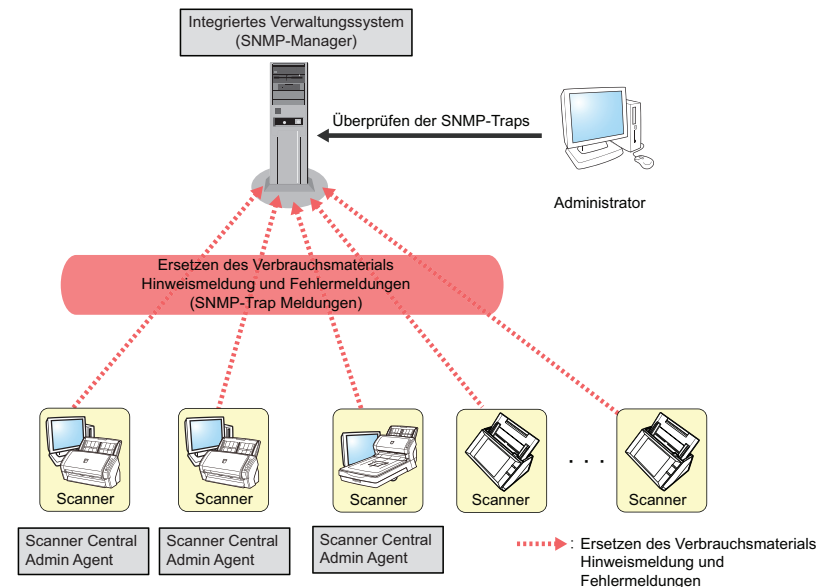 Integriertes Verwaltungssystem
(SNMP-Manager)
Überprüfen der SNMP-Traps
Administrator
Ersetzen des Verbrauchsmaterials
Hinweismeldung und Fehlermeldungen
(SNMP-Trap Meldungen)
Scanner
Scanner
Scanner
Scanner
. . .
Scanner
Scanner Central
Admin Agent
Scanner Central
Admin Agent
Scanner Central
Admin Agent
: Ersetzen des Verbrauchsmaterials
Hinweismeldung und
Fehlermeldungen